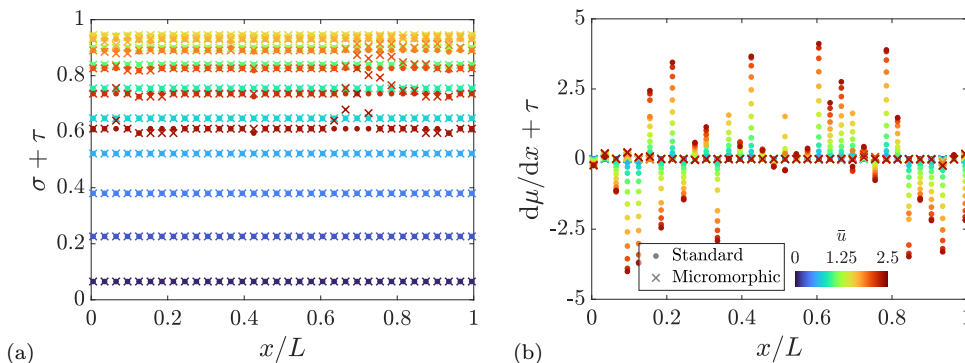 1
0.8
0.6
0.4
0.2
0
σ + τ
0 0.2 0.4 0.6 0.8 1
x/L
(a)
5
2.5
0
-2.5
-5
dμ/dx + τ
Standard
Micromorphic
ū
0 1.25 2.5
0 0.2 0.4 0.6 0.8 1
x/L
(b)